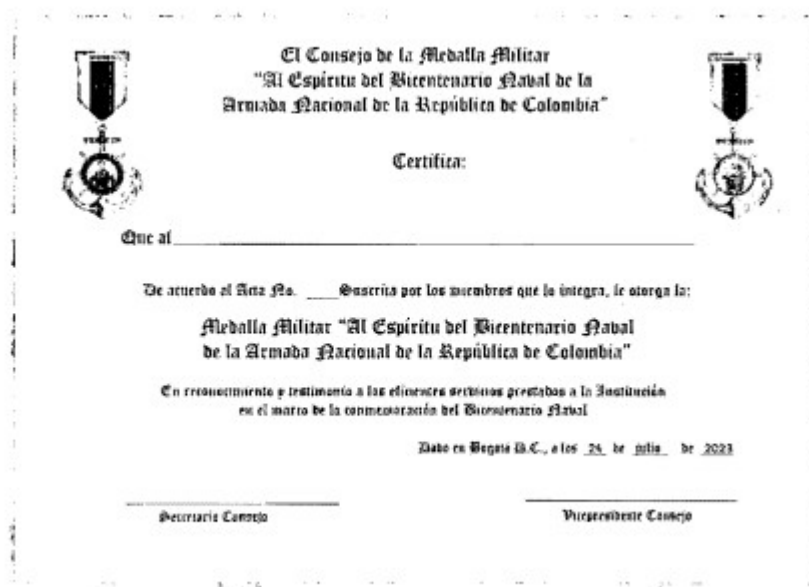 El Consejo de la Medalla Militar
"Al Espíritu del Bicentenario Naval de la
Armada Nacional de la República de Colombia"
Certifica:
Que al
De acuerdo al Acta No. ____ Suscrita por los miembros que lo integra, le otorga la:
Medalla Militar "Al Espíritu del Bicentenario Naval
de la Armada Nacional de la República de Colombia"
En reconocimiento y testimonio a los eficientes servicios prestados a la Institución
en el marco de la conmemoración del Bicentenario Naval
Dado en Bogotá D.C., a los 24 de julio de 2023
Secretario Consejo
Vicepresidente Consejo